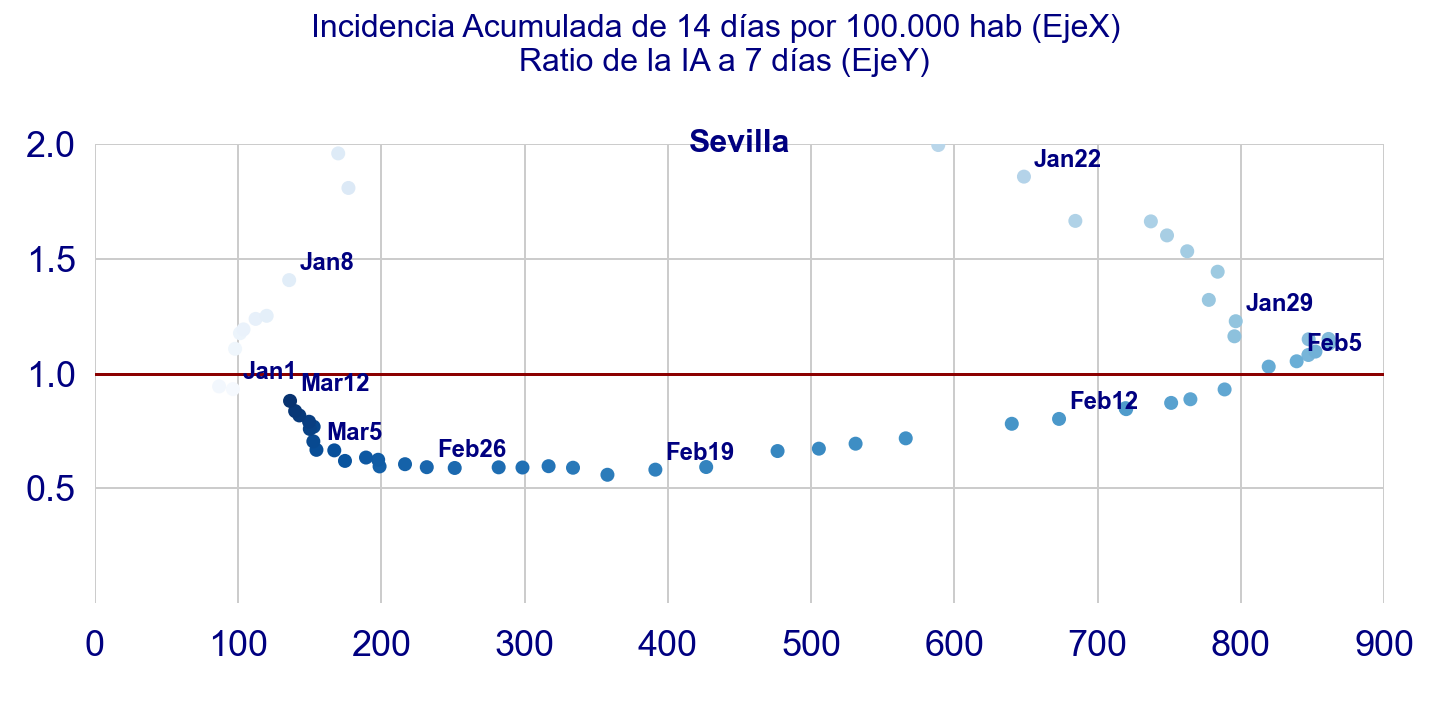 Incidencia Acumulada de 14 días por 100.000 hab (EjeX)
Ratio de la IA a 7 días (EjeY)
Sevilla
2.0
1.5
1.0
0.5
Jan22
Jan8
Jan29
Feb5
Jan1
Mar12
Feb12
Mar5
Feb26
Feb19
0 100 200 300 400 500 600 700 800 900